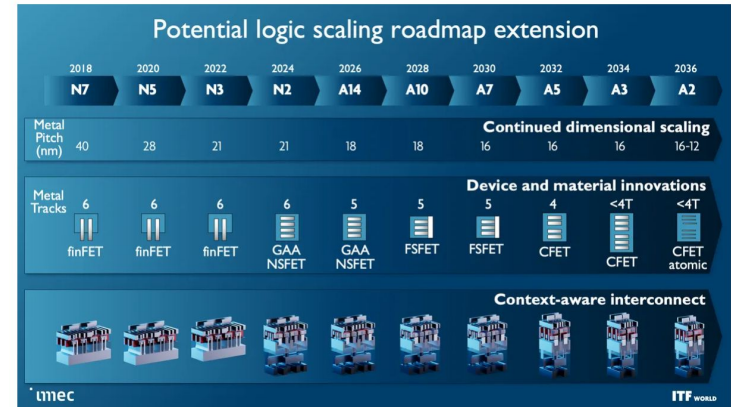 Potential logic scaling roadmap extension
2018 2020 2022 2024 2026 2028 2030 2032 2034 2036
N7 N5 N3 N2 A14 A10 A7 A5 A3 A2
Continued dimensional scaling
Metal
Pitch
(nm) 40 28 21 21 18 18 16 16 16 16-12
Device and material innovations
Metal
Tracks 6 6 6 6 5 5 5 4 <4T <4T
finFET finFET finFET GAA GAA FSFET FSFET CFET CFET CFET
NSFET NSFET atomic
Context-aware interconnect
imec
ITF WORLD